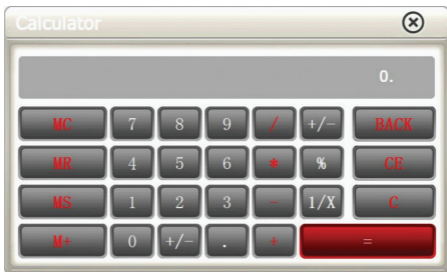 Calculator
0.
MC 7 8 9 / +/- BACK
MR 4 5 6 * % CE
MS 1 2 3 - 1/X C
M+ 0 +/- . + =